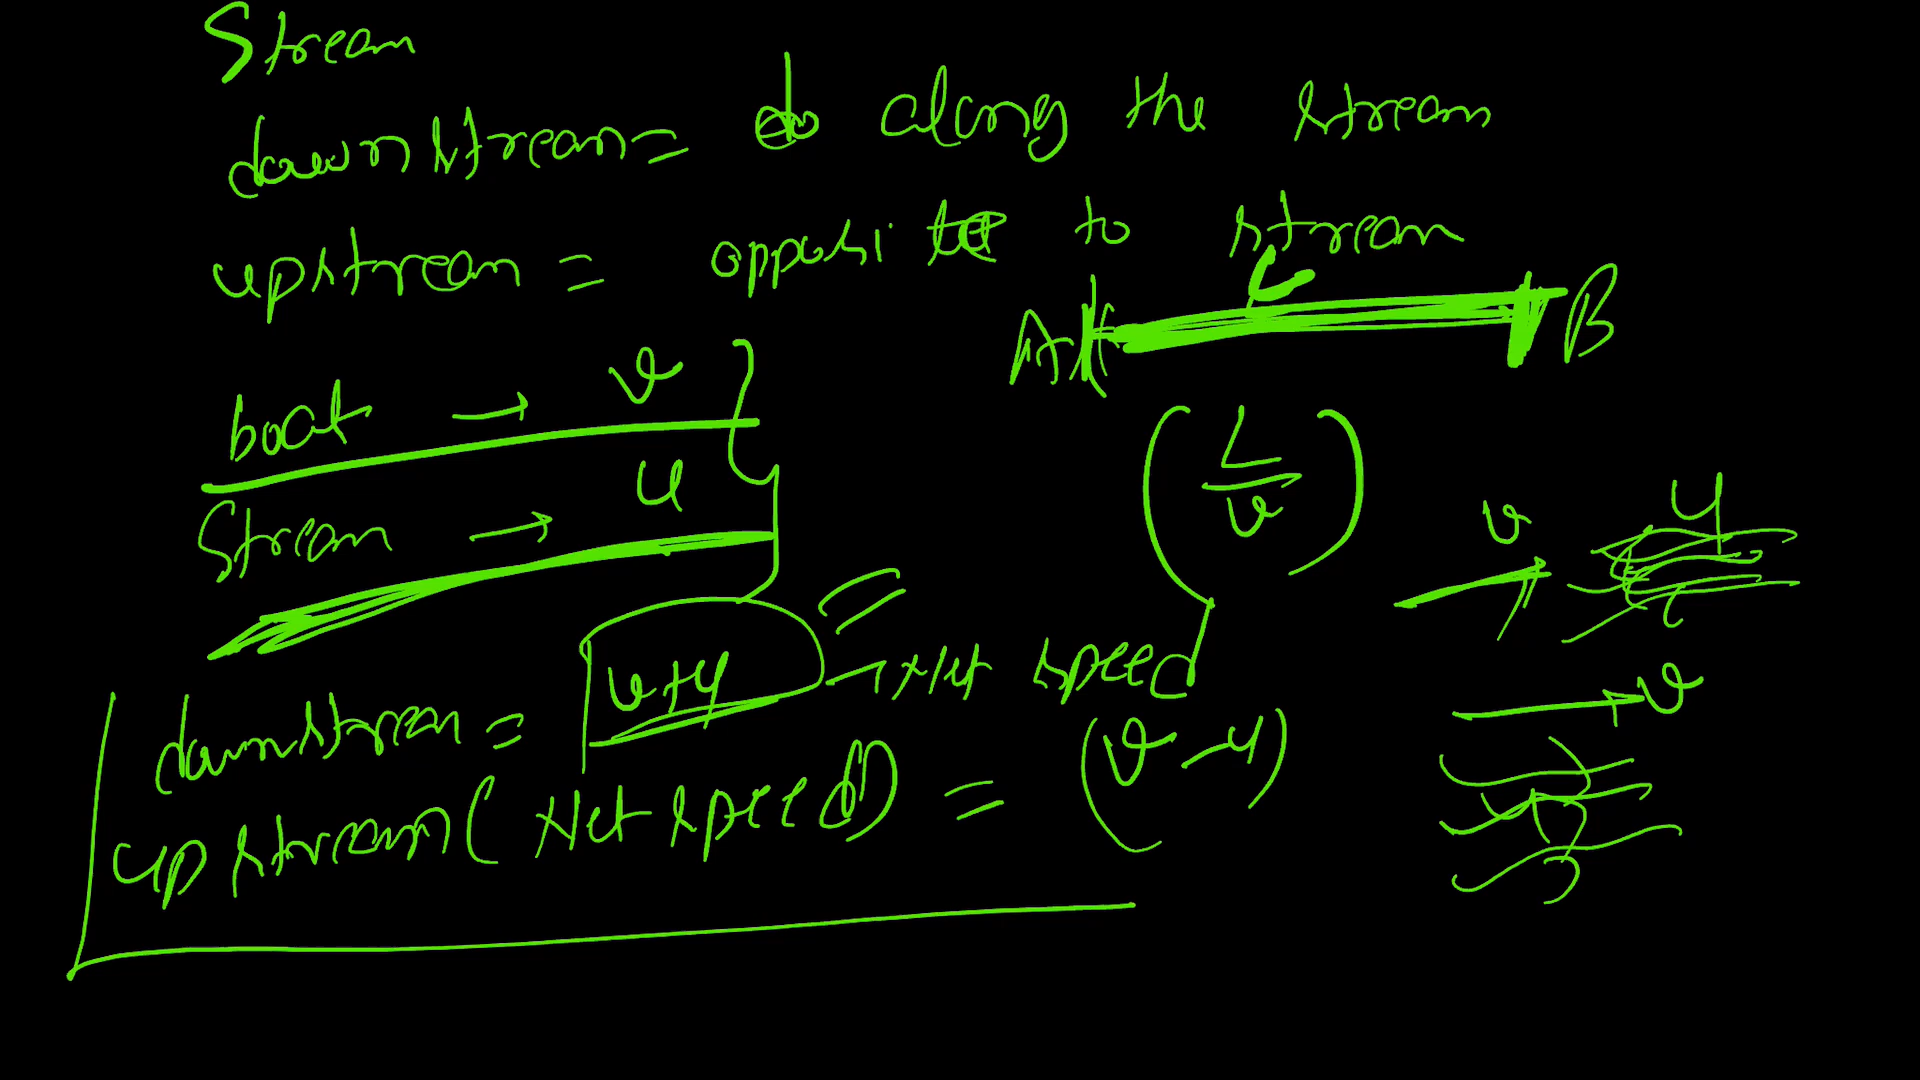 Stream
downstream = along the stream
upstream = opposite to stream
A L B
boat → v
Stream → u
L/v
v u
downstream = v+u → Net speed
v
upstream (Net speed) = (v-u)